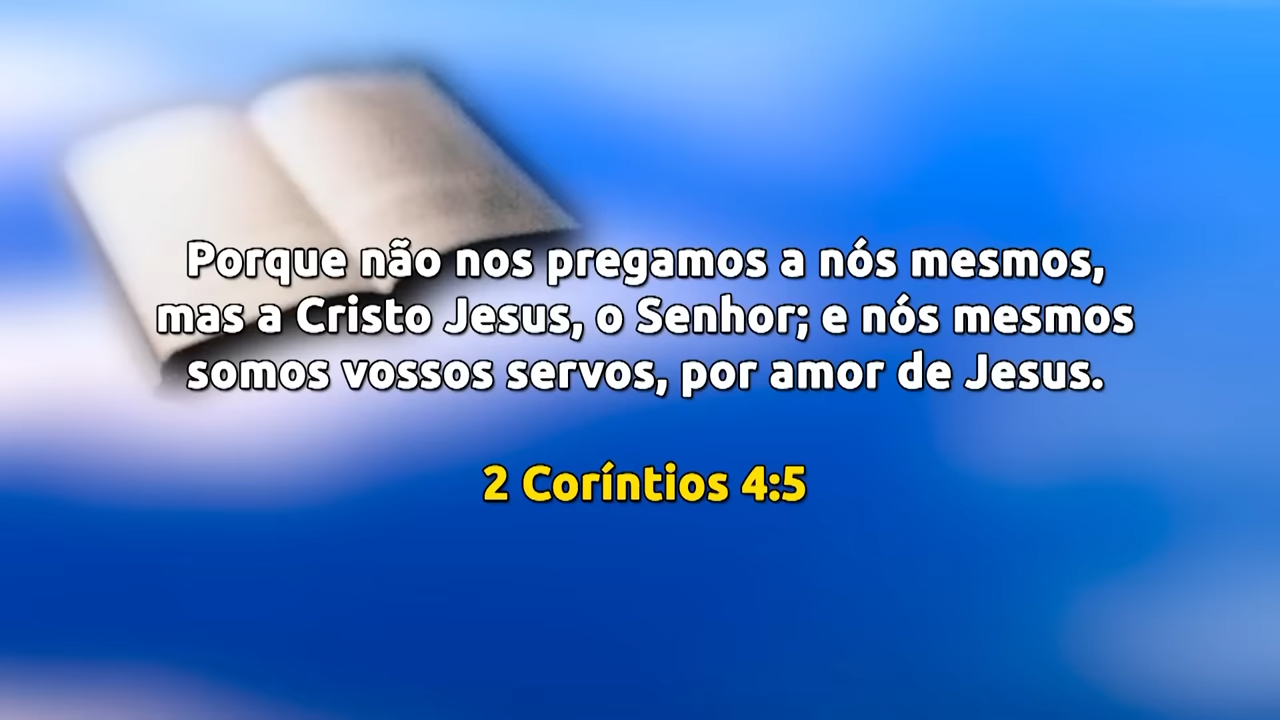 Porque não nos pregamos a nós mesmos,
mas a Cristo Jesus, o Senhor; e nós mesmos
somos vossos servos, por amor de Jesus.
2 Coríntios 4:5